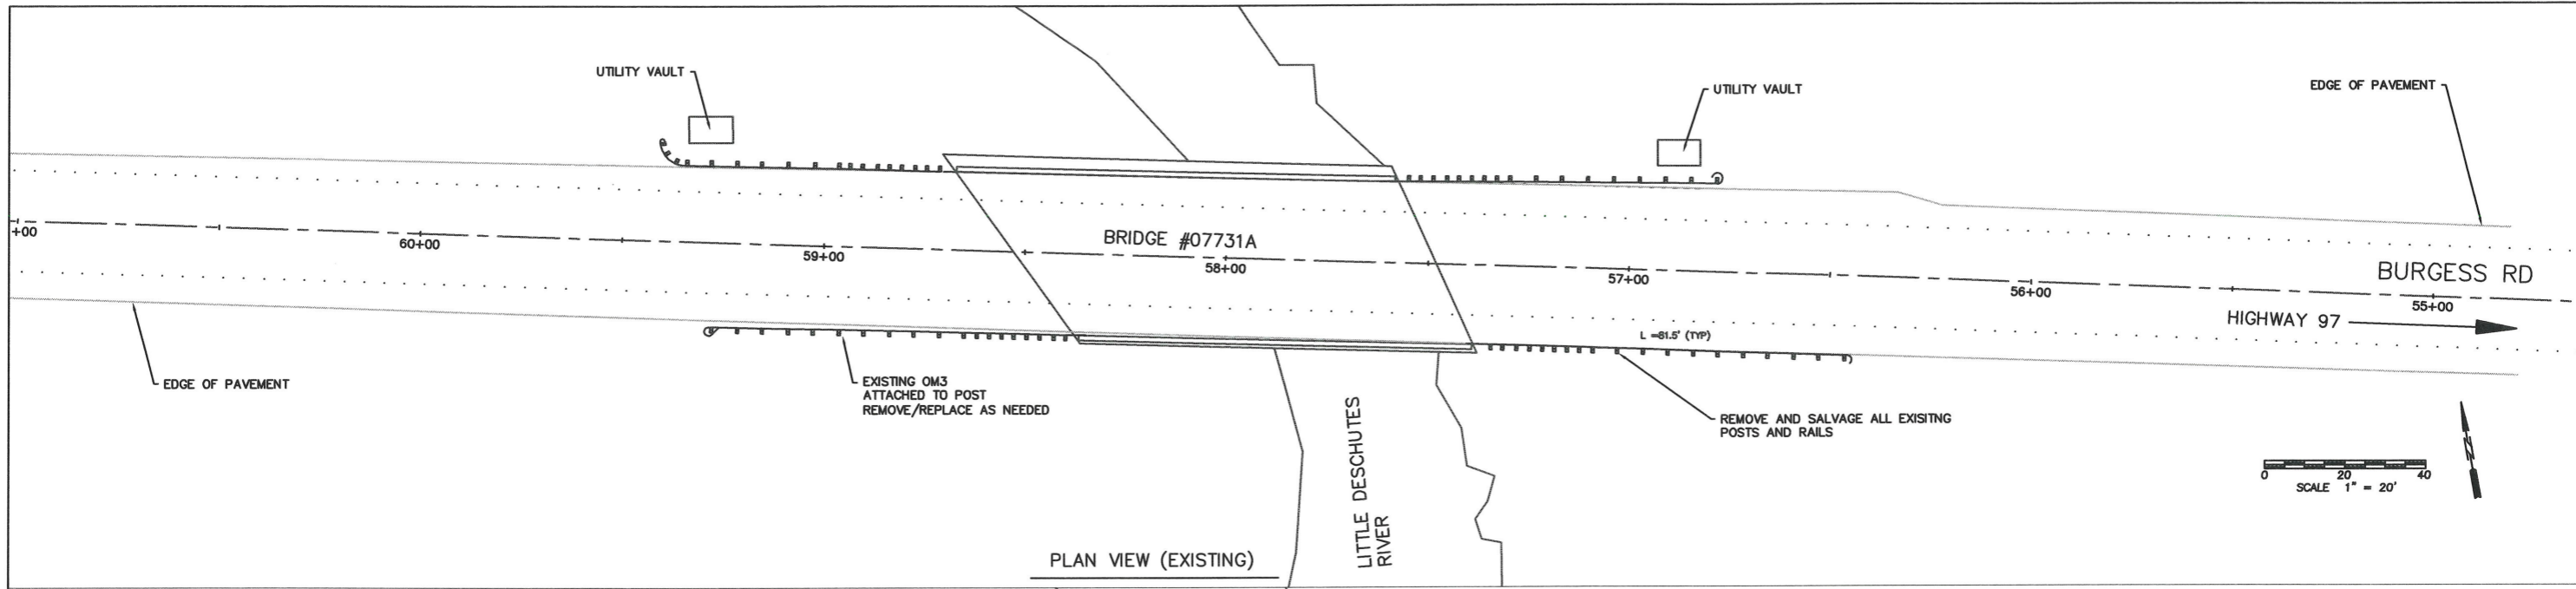 UTILITY VAULT
UTILITY VAULT
EDGE OF PAVEMENT
+00
60+00
59+00
BRIDGE #07731A
58+00
57+00
56+00
55+00
BURGESS RD
HIGHWAY 97
L =81.5' (TYP)
EDGE OF PAVEMENT
EXISTING OM3
ATTACHED TO POST
REMOVE/REPLACE AS NEEDED
REMOVE AND SALVAGE ALL EXISITNG
POSTS AND RAILS
LITTLE DESCHUTES
RIVER
N
0 20 40
SCALE 1" = 20'
PLAN VIEW (EXISTING)